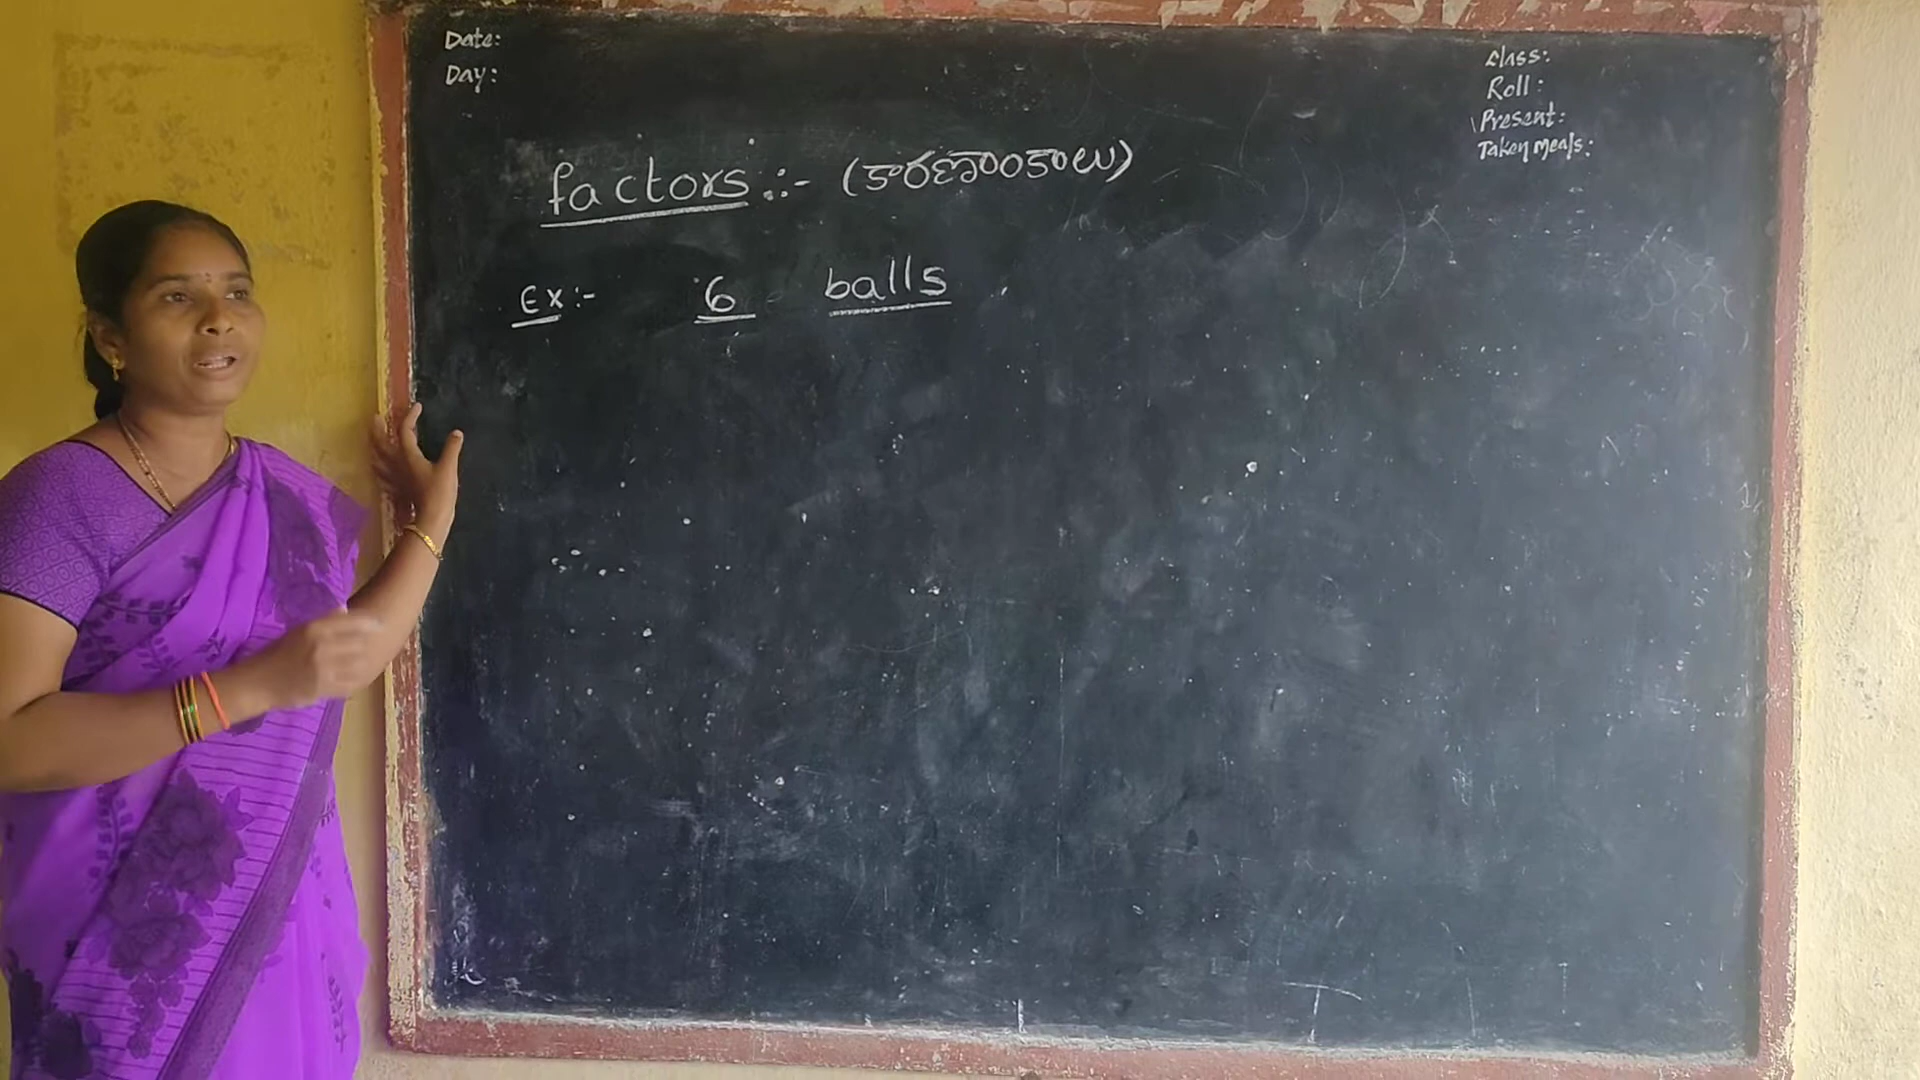 Date:
Day:
Class:
Roll:
Present:
Taken meals:
factors :- (కారణాంకాలు)
Ex:- 6 balls